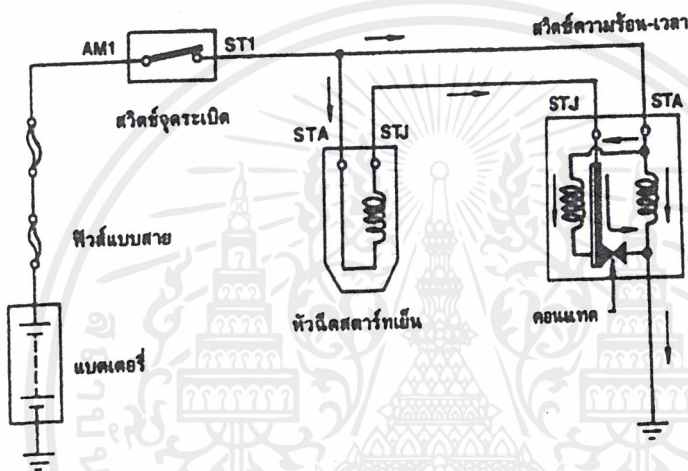 สวิตช์ความร้อน-เวลา
AM1
ST1
สวิตช์จุดระเบิด
STA
STJ
STJ
STA
ฟิวส์แบบสาย
หัวฉีดสตาร์ทเย็น
คอนแทค
แบตเตอรี่